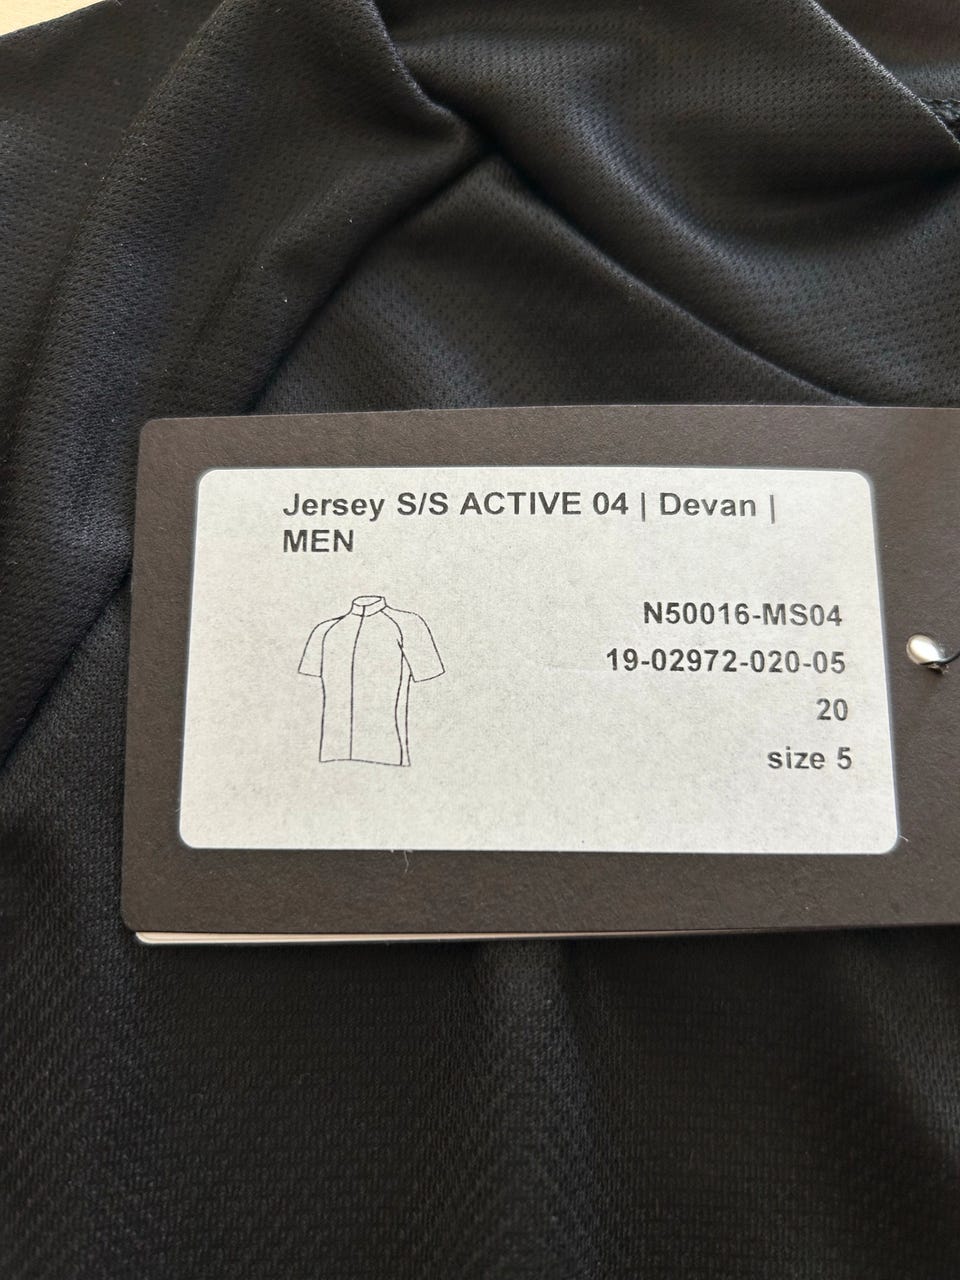 Jersey S/S ACTIVE 04 | Devan |
MEN
N50016-MS04
19-02972-020-05
20
size 5